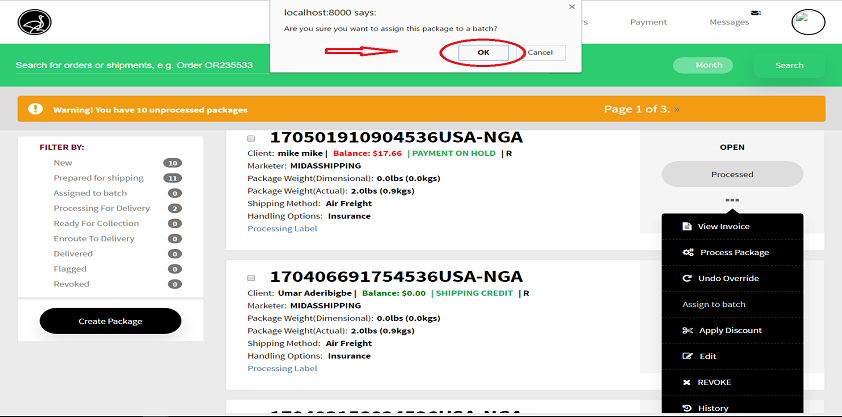 localhost:8000 says:
Are you sure you want to assign this package to a batch?
OK
Cancel
rs
Payment
Messages
Search for orders or shipments, e.g. Order OR235533
Month
Search
Warning! You have 10 unprocessed packages
Page 1 of 3. »
FILTER BY:
New 10
Prepared for shipping 11
Assigned to batch 0
Processing For Delivery 2
Ready For Collection 0
Enroute To Delivery 0
Delivered 0
Flagged 0
Revoked 0
Create Package
170501910904536USA-NGA
Client: mike mike | Balance: $17.66 | PAYMENT ON HOLD | R
Marketer: MIDASSHIPPING
Package Weight(Dimensional): 0.0lbs (0.0kgs)
Package Weight(Actual): 2.0lbs (0.9kgs)
Shipping Method: Air Freight
Handling Options: Insurance
Processing Label
170406691754536USA-NGA
Client: Umar Aderibigbe | Balance: $0.00 | SHIPPING CREDIT | R
Marketer: MIDASSHIPPING
Package Weight(Dimensional): 0.0lbs (0.0kgs)
Package Weight(Actual): 2.0lbs (0.9kgs)
Shipping Method: Air Freight
Handling Options: Insurance
Processing Label
OPEN
Processed
View Invoice
Process Package
Undo Override
Assign to batch
Apply Discount
Edit
REVOKE
History